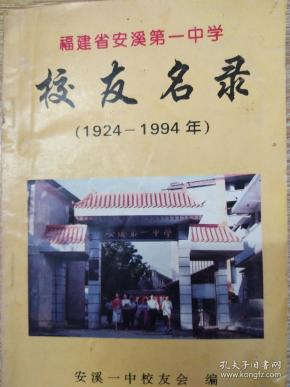 福建省安溪第一中学
校友名录
(1924－1994年)
安溪第一中学
安溪一中校友会 编
孔夫子旧书网